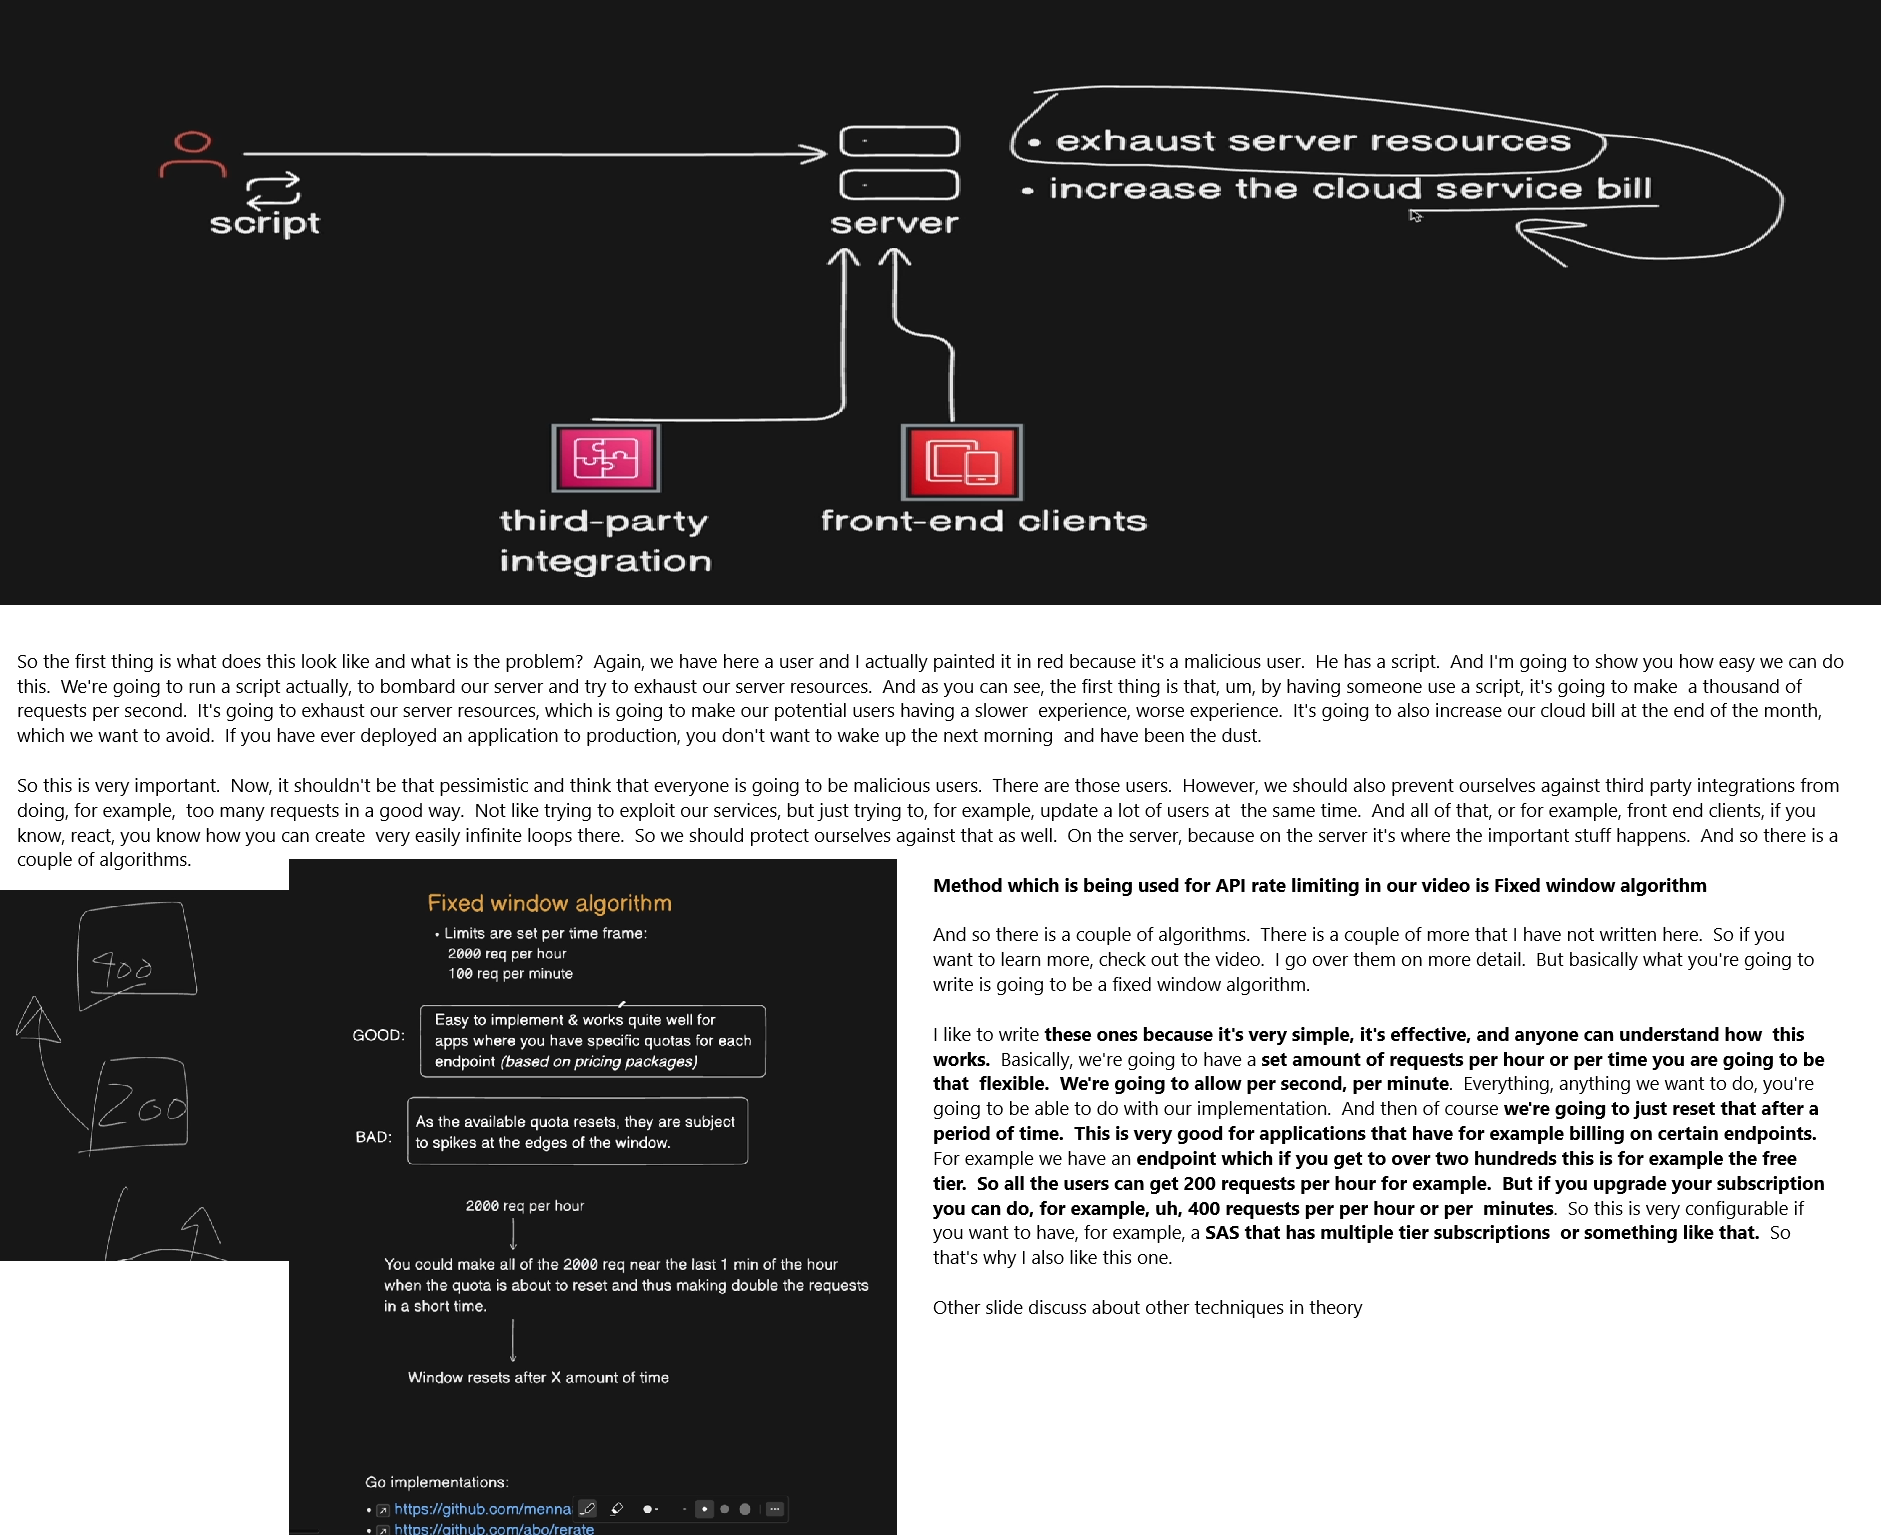 • exhaust server resources
• increase the cloud service bill
script
server
third-party
integration
front-end clients
So the first thing is what does this look like and what is the problem?  Again, we have here a user and I actually painted it in red because it's a malicious user.  He has a script.  And I'm going to show you how easy we can do
this.  We're going to run a script actually, to bombard our server and try to exhaust our server resources.  And as you can see, the first thing is that, um, by having someone use a script, it's going to make  a thousand of
requests per second.  It's going to exhaust our server resources, which is going to make our potential users having a slower  experience, worse experience.  It's going to also increase our cloud bill at the end of the month,
which we want to avoid.  If you have ever deployed an application to production, you don't want to wake up the next morning  and have been the dust.
So this is very important.  Now, it shouldn't be that pessimistic and think that everyone is going to be malicious users.  There are those users.  However, we should also prevent ourselves against third party integrations from
doing, for example,  too many requests in a good way.  Not like trying to exploit our services, but just trying to, for example, update a lot of users at  the same time.  And all of that, or for example, front end clients, if you
know, react, you know how you can create  very easily infinite loops there.  So we should protect ourselves against that as well.  On the server, because on the server it's where the important stuff happens.  And so there is a
couple of algorithms.
400
200
Fixed window algorithm
• Limits are set per time frame:
2000 req per hour
100 req per minute
GOOD:
Easy to implement & works quite well for
apps where you have specific quotas for each
endpoint (based on pricing packages)
BAD:
As the available quota resets, they are subject
to spikes at the edges of the window.
2000 req per hour
You could make all of the 2000 req near the last 1 min of the hour
when the quota is about to reset and thus making double the requests
in a short time.
Window resets after X amount of time
Go implementations:
• https://github.com/menna
• https://github.com/abo/rerate
Method which is being used for API rate limiting in our video is Fixed window algorithm
And so there is a couple of algorithms.  There is a couple of more that I have not written here.  So if you
want to learn more, check out the video.  I go over them on more detail.  But basically what you're going to
write is going to be a fixed window algorithm.
I like to write these ones because it's very simple, it's effective, and anyone can understand how  this
works.  Basically, we're going to have a set amount of requests per hour or per time you are going to be
that  flexible.  We're going to allow per second, per minute.  Everything, anything we want to do, you're
going to be able to do with our implementation.  And then of course we're going to just reset that after a
period of time.  This is very good for applications that have for example billing on certain endpoints.
For example we have an endpoint which if you get to over two hundreds this is for example the free
tier.  So all the users can get 200 requests per hour for example.  But if you upgrade your subscription
you can do, for example, uh, 400 requests per per hour or per  minutes.  So this is very configurable if
you want to have, for example, a SAS that has multiple tier subscriptions  or something like that.  So
that's why I also like this one.
Other slide discuss about other techniques in theory